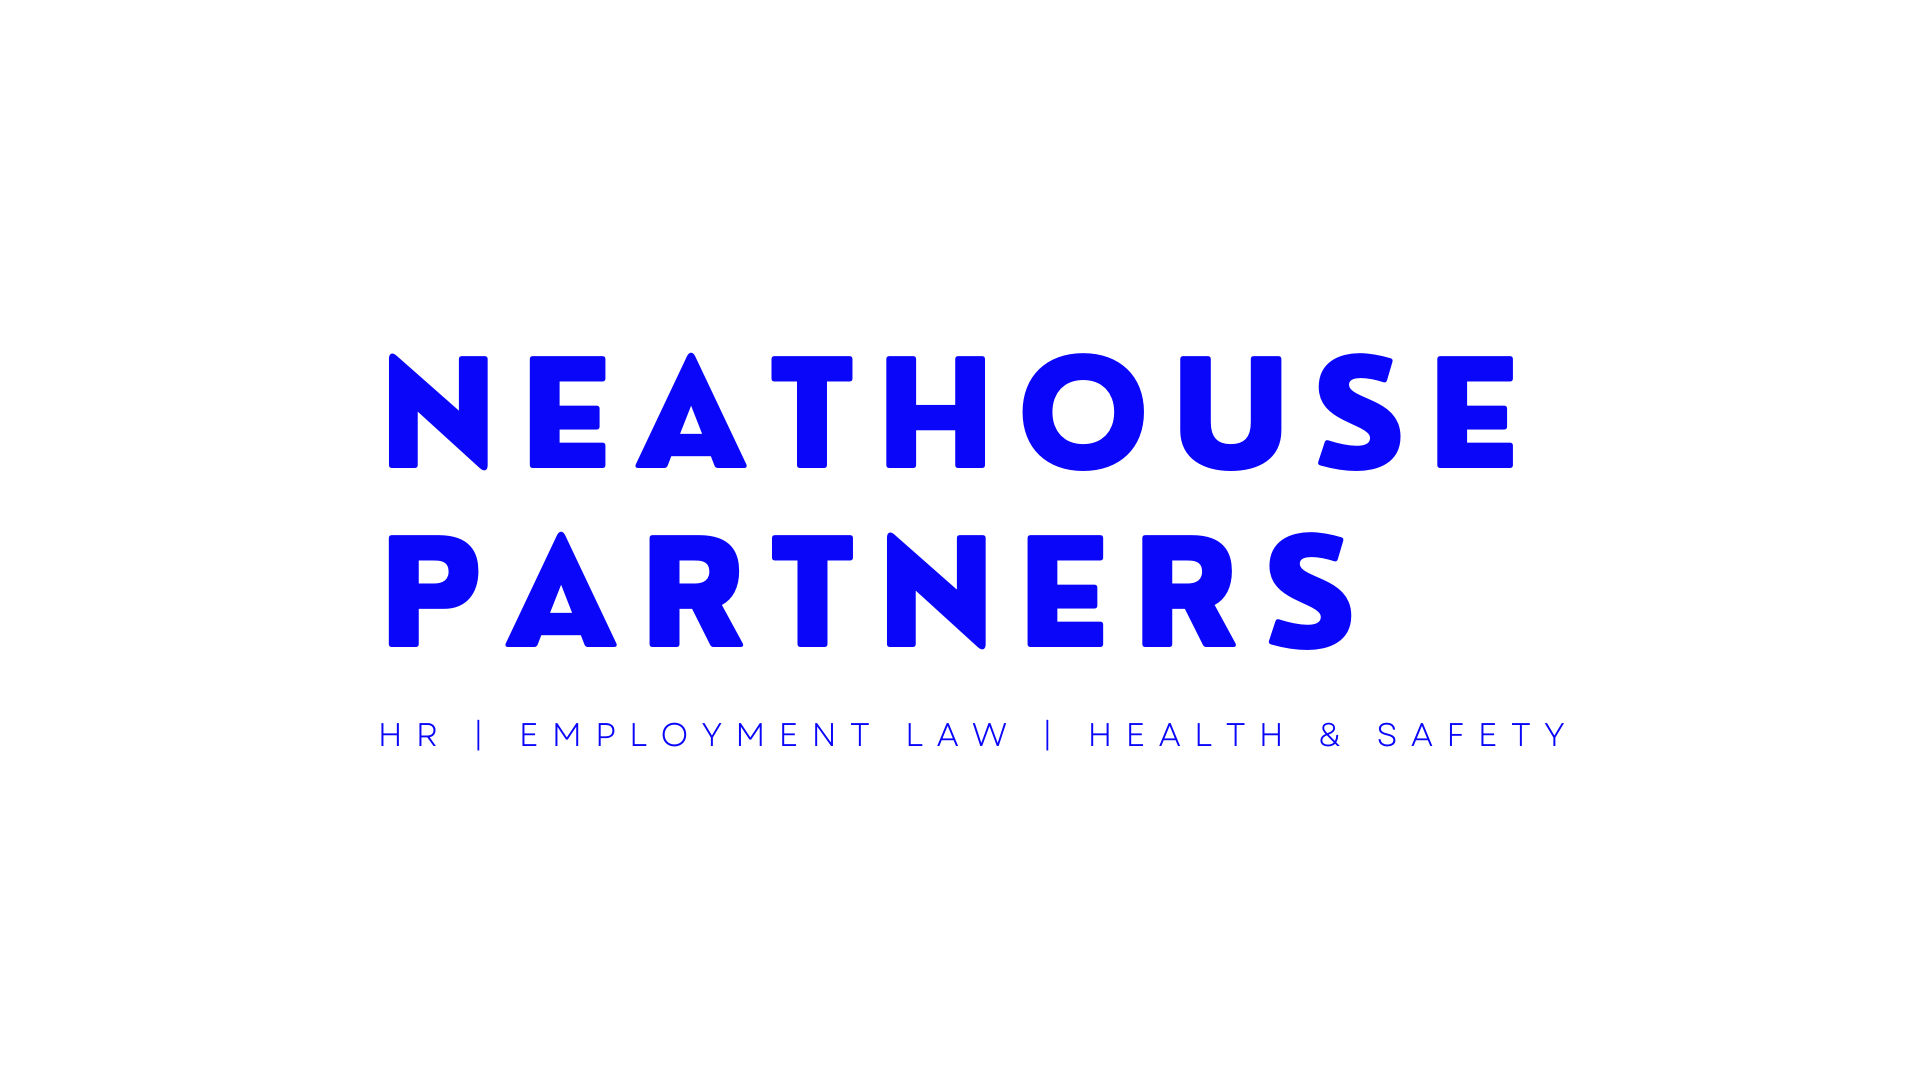 NEATHOUSE
PARTNERS
HR | EMPLOYMENT LAW | HEALTH & SAFETY